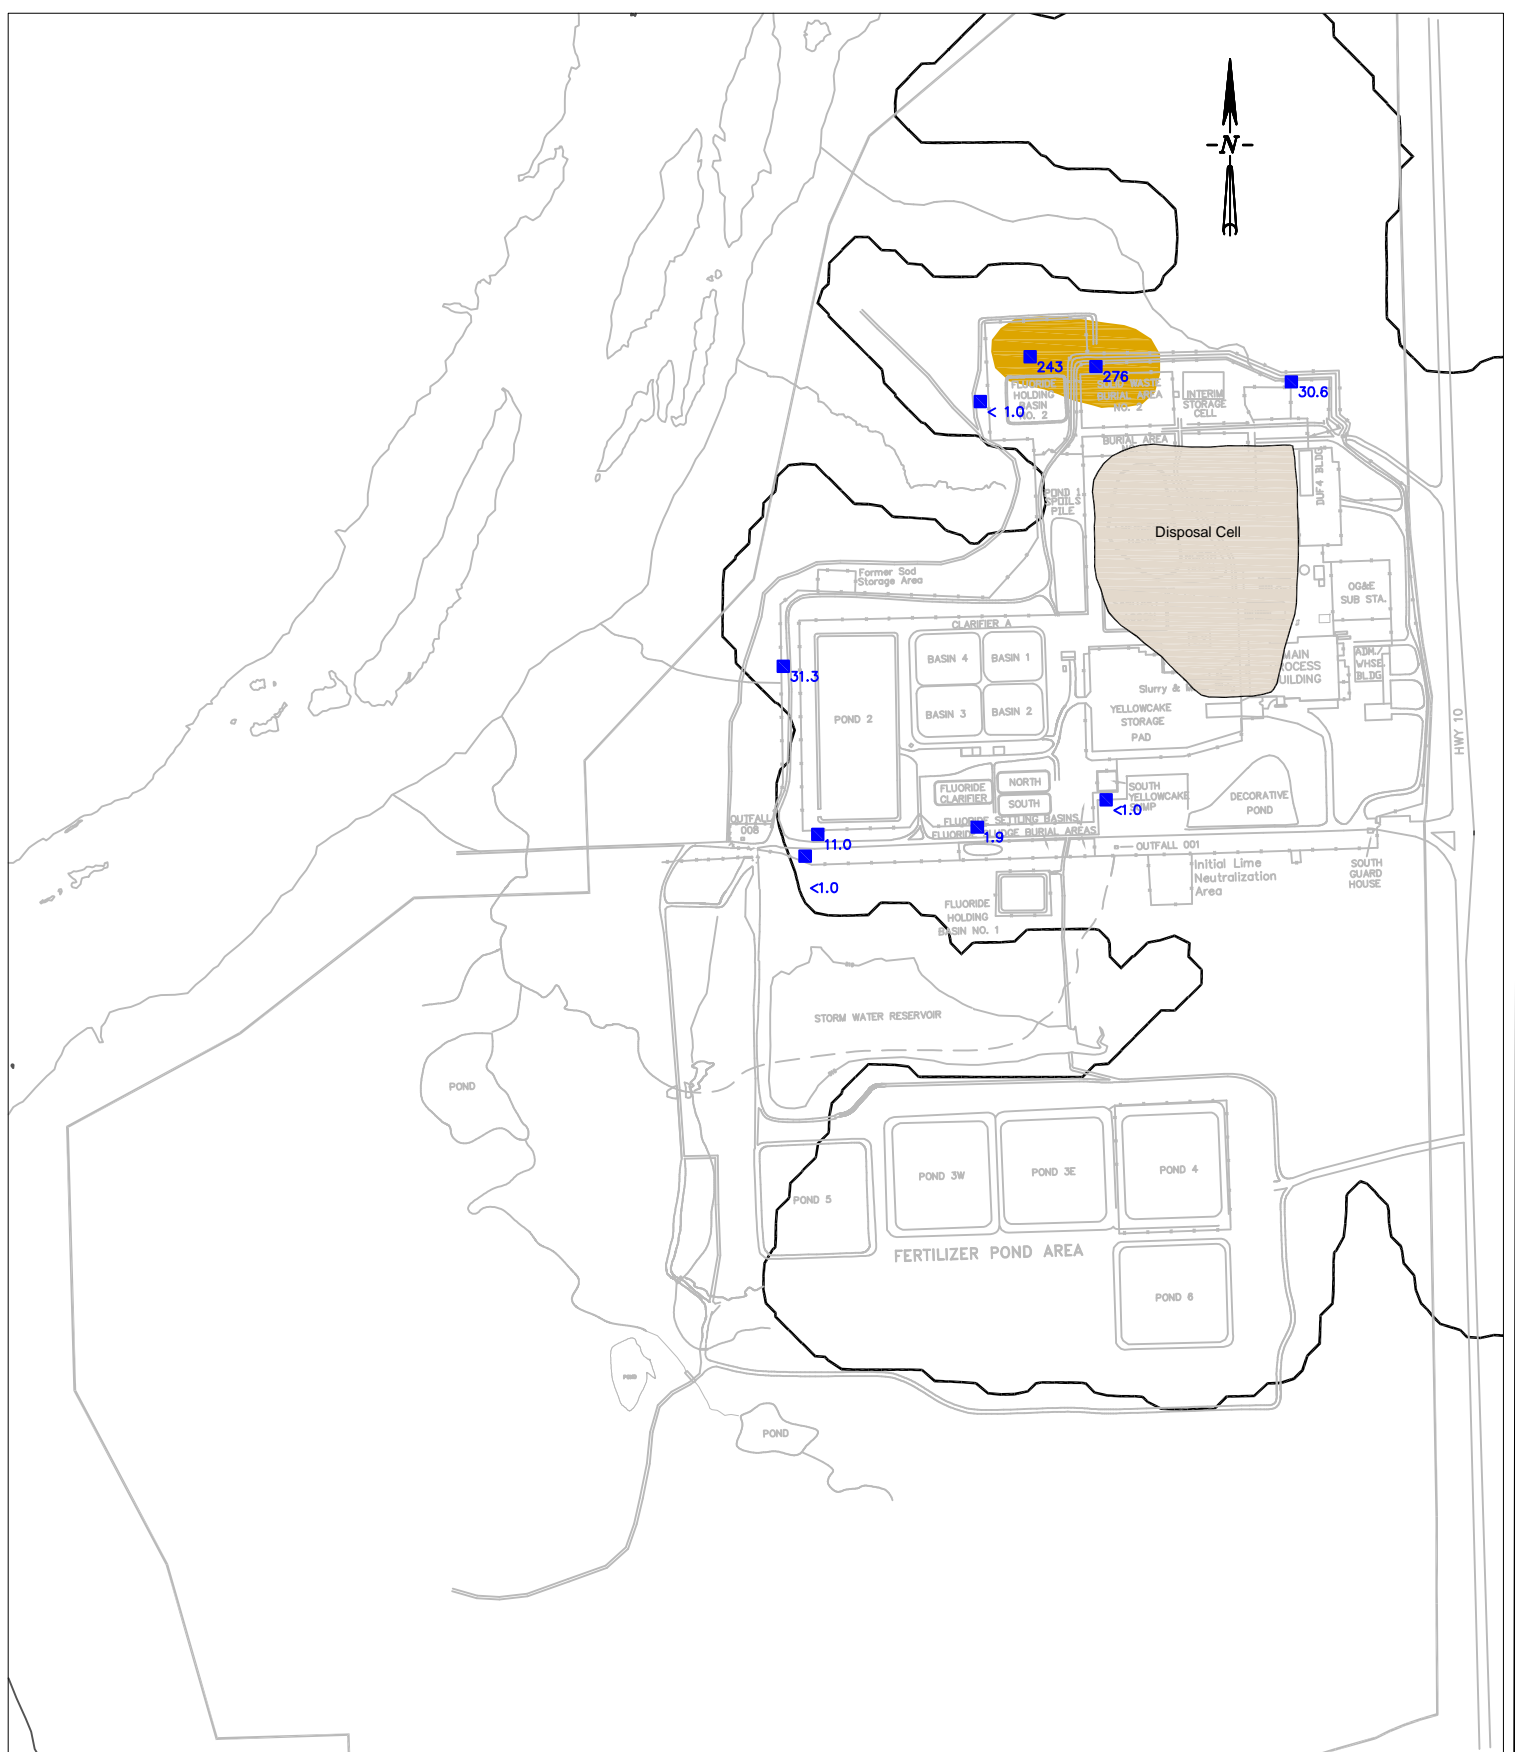 N
243
276
30.6
< 1.0
FLUORIDE
HOLDING
BASIN
NO. 2
WASTE
BURIAL AREA
NO. 2
INTERIM
STORAGE
CELL
BURIAL AREA
DUF4 BLDG
POND 1
SPOILS
PILE
Disposal Cell
Former Sod
Storage Area
OG&E
SUB STA.
CLARIFIER A
BASIN 4
BASIN 1
BASIN 3
BASIN 2
31.3
POND 2
MAIN
PROCESS
BUILDING
ADM./
WHSE.
BLDG
Slurry &
YELLOWCAKE
STORAGE
PAD
HWY 10
FLUORIDE
CLARIFIER
NORTH
SOUTH
SOUTH
YELLOWCAKE
SUMP
<1.0
DECORATIVE
POND
OUTFALL
008
FLUORIDE SETTLING BASINS
FLUORIDE SLUDGE BURIAL AREAS
11.0
1.9
<1.0
OUTFALL 001
Initial Lime
Neutralization
Area
SOUTH
GUARD
HOUSE
FLUORIDE
HOLDING
BASIN NO. 1
STORM WATER RESERVOIR
POND
POND 5
POND 3W
POND 3E
POND 4
FERTILIZER POND AREA
POND 6
POND
POND